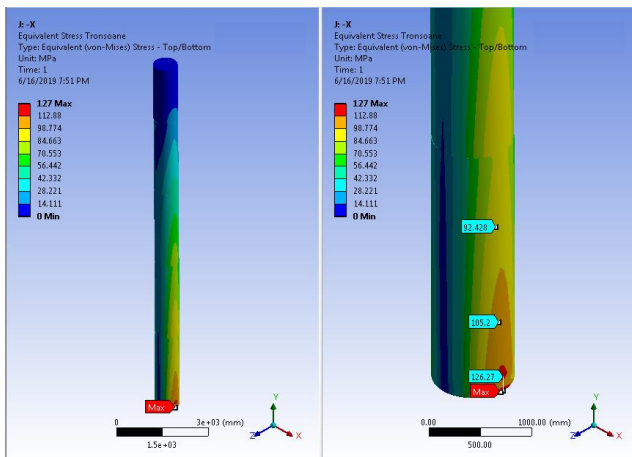 J: -X
Equivalent Stress Tronsoane
Type: Equivalent (von-Mises) Stress - Top/Bottom
Unit: MPa
Time: 1
6/16/2019 7:51 PM
127 Max
112.88
98.774
84.663
70.553
56.442
42.332
28.221
14.111
0 Min
Max
0
3e+03 (mm)
1.5e+03
Y
Z
X
J: -X
Equivalent Stress Tronsoane
Type: Equivalent (von-Mises) Stress - Top/Bottom
Unit: MPa
Time: 1
6/16/2019 7:51 PM
127 Max
112.88
98.774
84.663
70.553
56.442
42.332
28.221
14.111
0 Min
92.428
105.2
126.27
Max
0.00
1000.00 (mm)
500.00
Y
Z
X